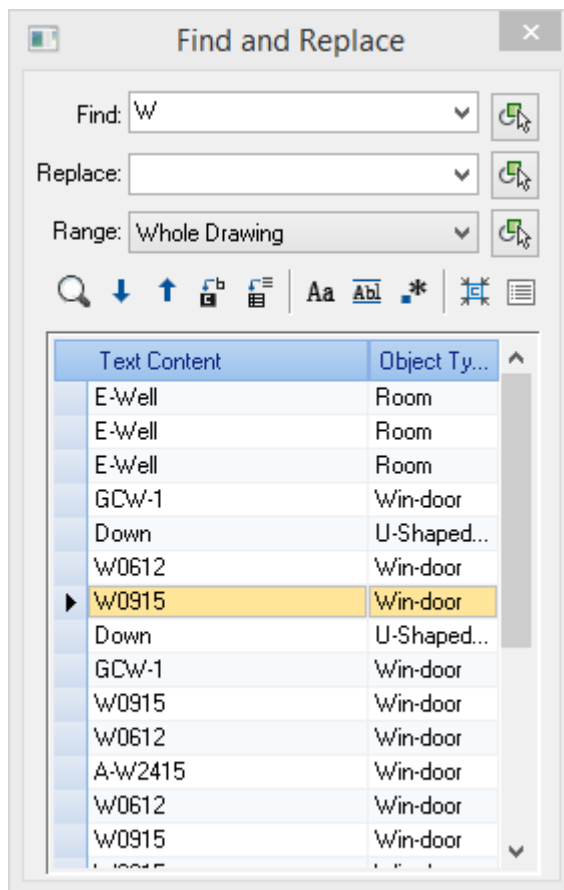 Find and Replace
Find: W
Replace:
Range: Whole Drawing
Aa Abl .*
Text Content Object Ty...
E-Well Room
E-Well Room
E-Well Room
GCW-1 Win-door
Down U-Shaped...
W0612 Win-door
W0915 Win-door
Down U-Shaped...
GCW-1 Win-door
W0915 Win-door
W0612 Win-door
A-W2415 Win-door
W0612 Win-door
W0915 Win-door